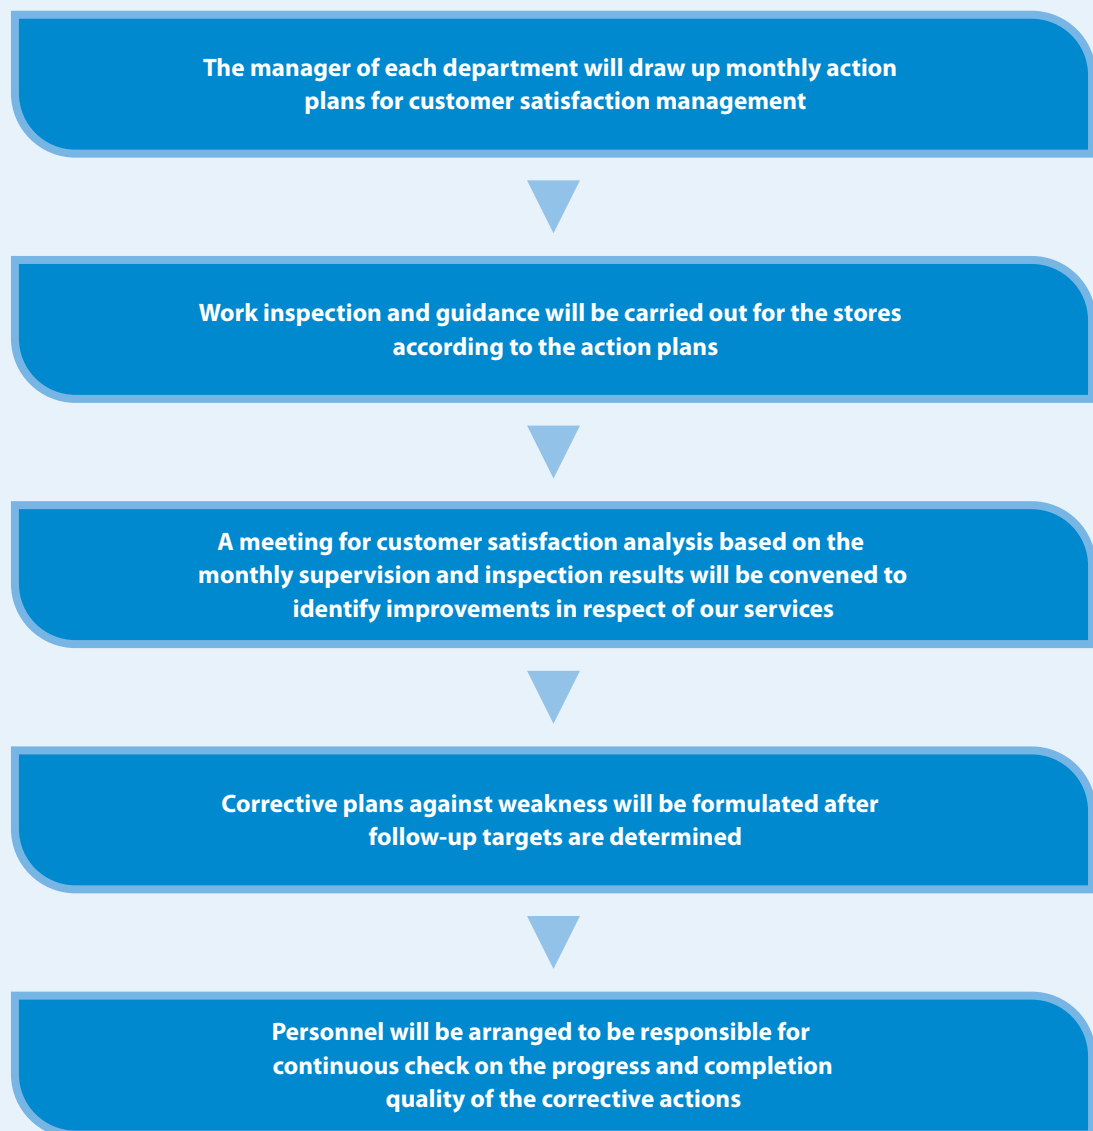 The manager of each department will draw up monthly action
plans for customer satisfaction management
Work inspection and guidance will be carried out for the stores
according to the action plans
A meeting for customer satisfaction analysis based on the
monthly supervision and inspection results will be convened to
identify improvements in respect of our services
Corrective plans against weakness will be formulated after
follow-up targets are determined
Personnel will be arranged to be responsible for
continuous check on the progress and completion
quality of the corrective actions